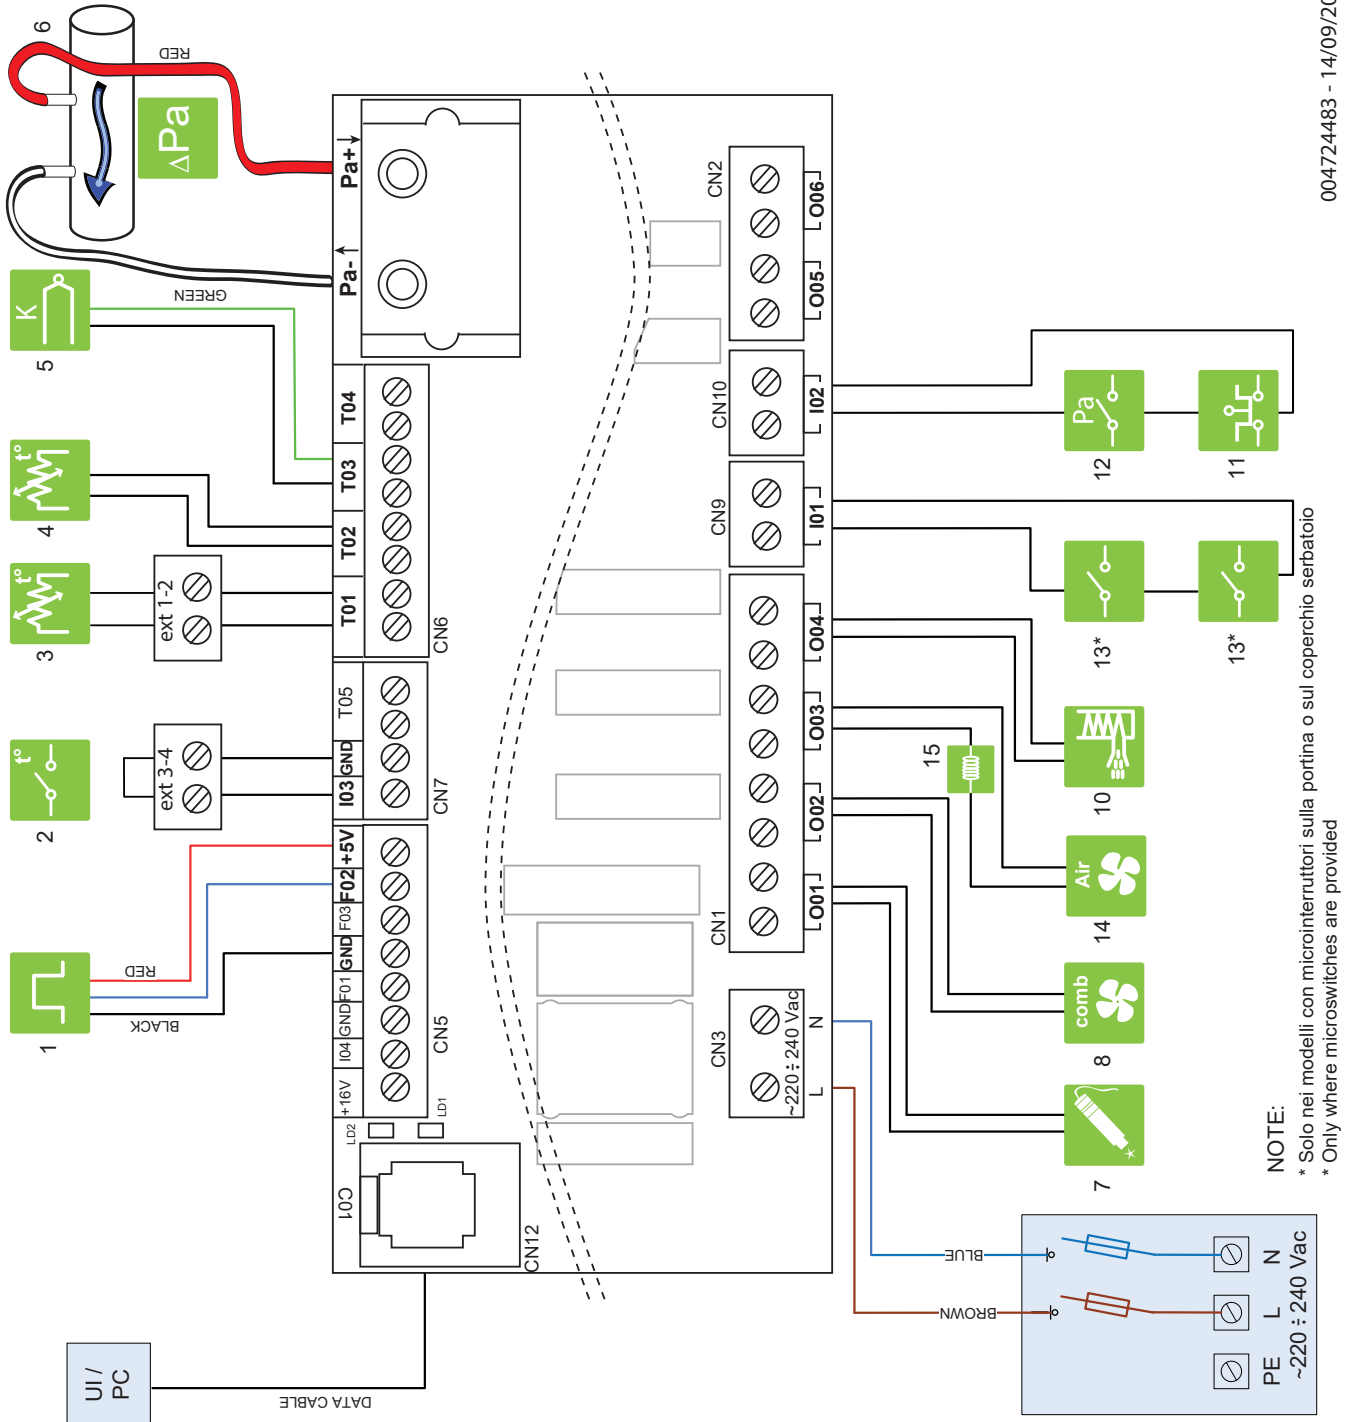 004724483 - 14/09/20
6
RED
ΔPa
Pa+
Pa-
5
K
GREEN
4
t°
3
t°
ext 1-2
2
t°
ext 3-4
1
RED
BLACK
T04
T03
T02
T01
CN6
T05
GND
I03
CN7
+5V
F02
F03
GND
F01
GND
I04
+16V
CN5
LD2
LD1
C01
CN12
UI /
PC
DATA CABLE
CN2
O06
O05
CN10
I02
CN9
I01
CN1
O04
O03
O02
O01
CN3
~220 ÷ 240 Vac
L
N
12
Pa
11
13*
13*
15
10
14
Air
8
comb
7
BLUE
BROWN
PE
L
N
~220 ÷ 240 Vac
NOTE:
* Solo nei modelli con microinterruttori sulla portina o sul coperchio serbatoio
* Only where microswitches are provided